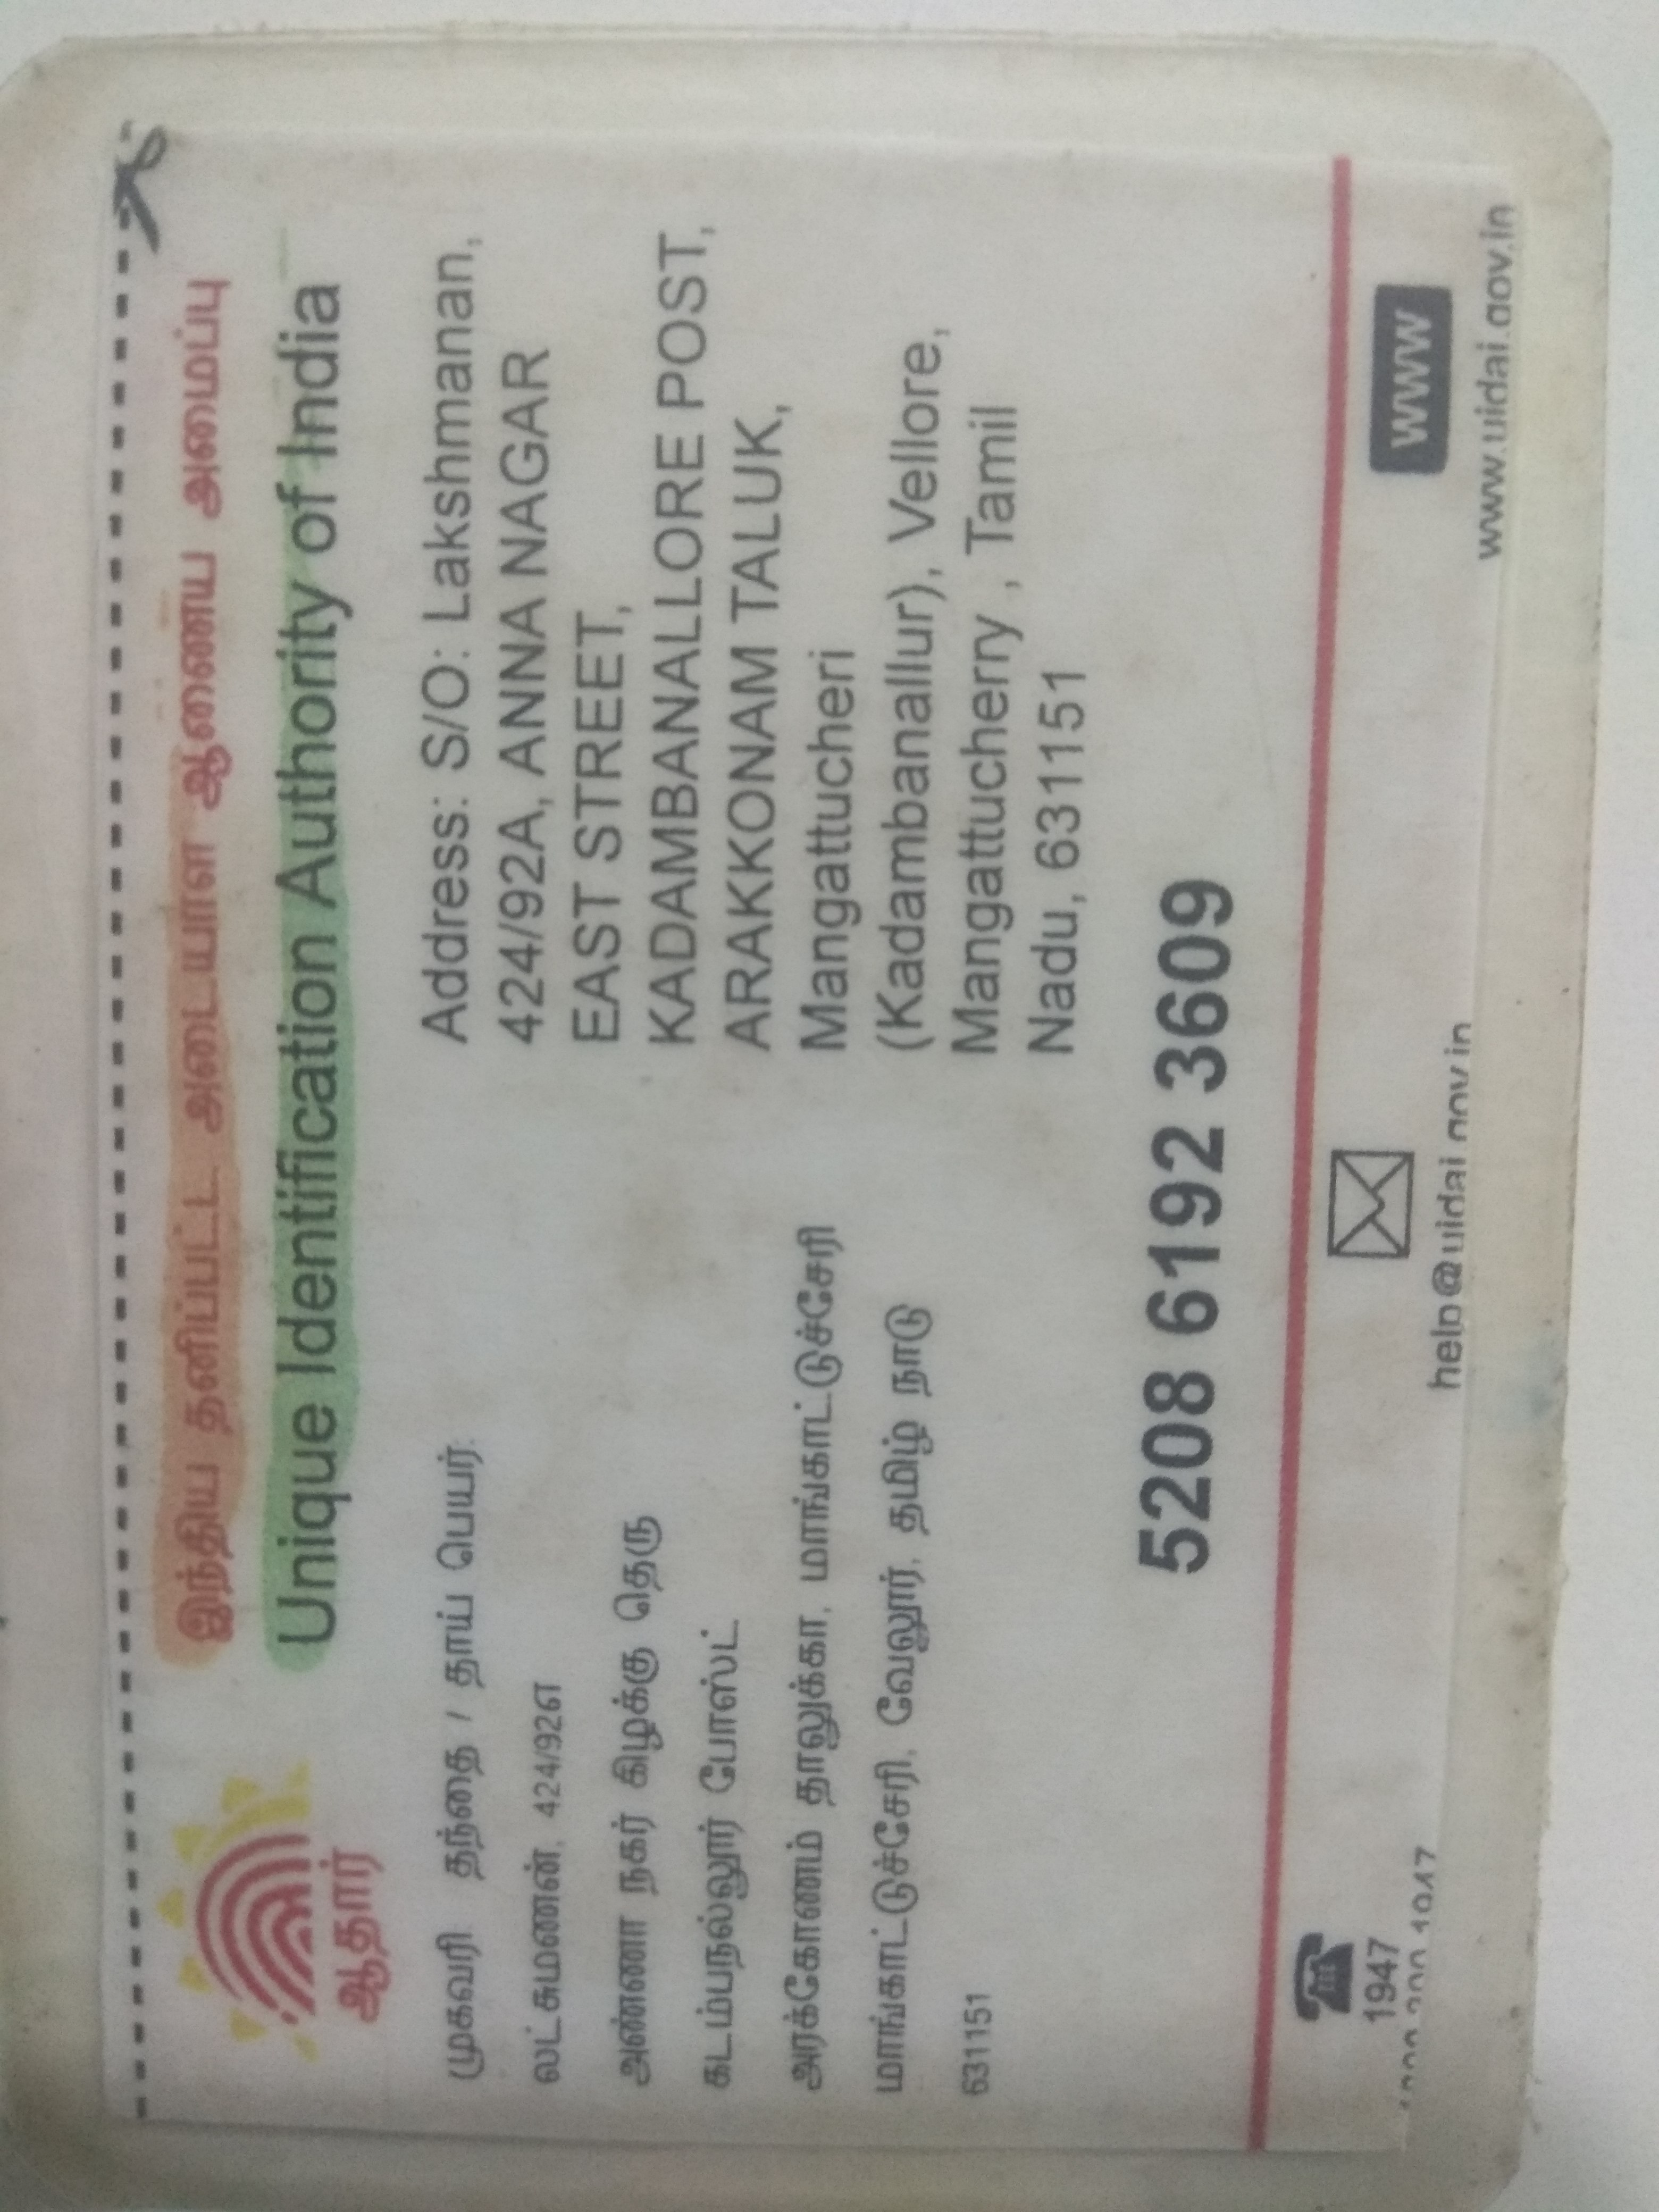 இந்திய தனிப்பட்ட அடையாள ஆணைய அமைப்பு
Unique Identification Authority of India
ஆதார்
முகவரி தந்தை / தாய் பெயர்:
லட்சுமணன், 424/92எ
அண்ணா நகர் கிழக்கு தெரு
கடம்பநல்லூர் போஸ்ட்
அரக்கோணம் தாலுக்கா, மாங்காட்டுச்சேரி
மாங்காட்டுச்சேரி, வேலூர், தமிழ் நாடு
631151
Address: S/O: Lakshmanan,
424/92A, ANNA NAGAR
EAST STREET,
KADAMBANALLORE POST,
ARAKKONAM TALUK,
Mangattucheri
(Kadambanallur), Vellore,
Mangattucherry , Tamil
Nadu, 631151
5208 6192 3609
1947
1947
help@uidai.gov.in
www
www.uidai.gov.in